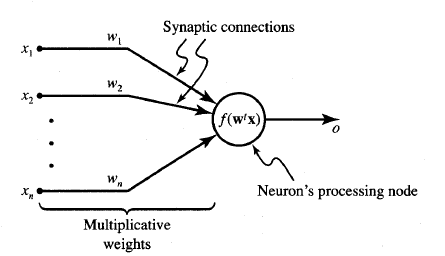 Synaptic connections
x₁
w₁
x₂
w₂
f(wᵗx)
o
xₙ
wₙ
Neuron's processing node
Multiplicative
weights